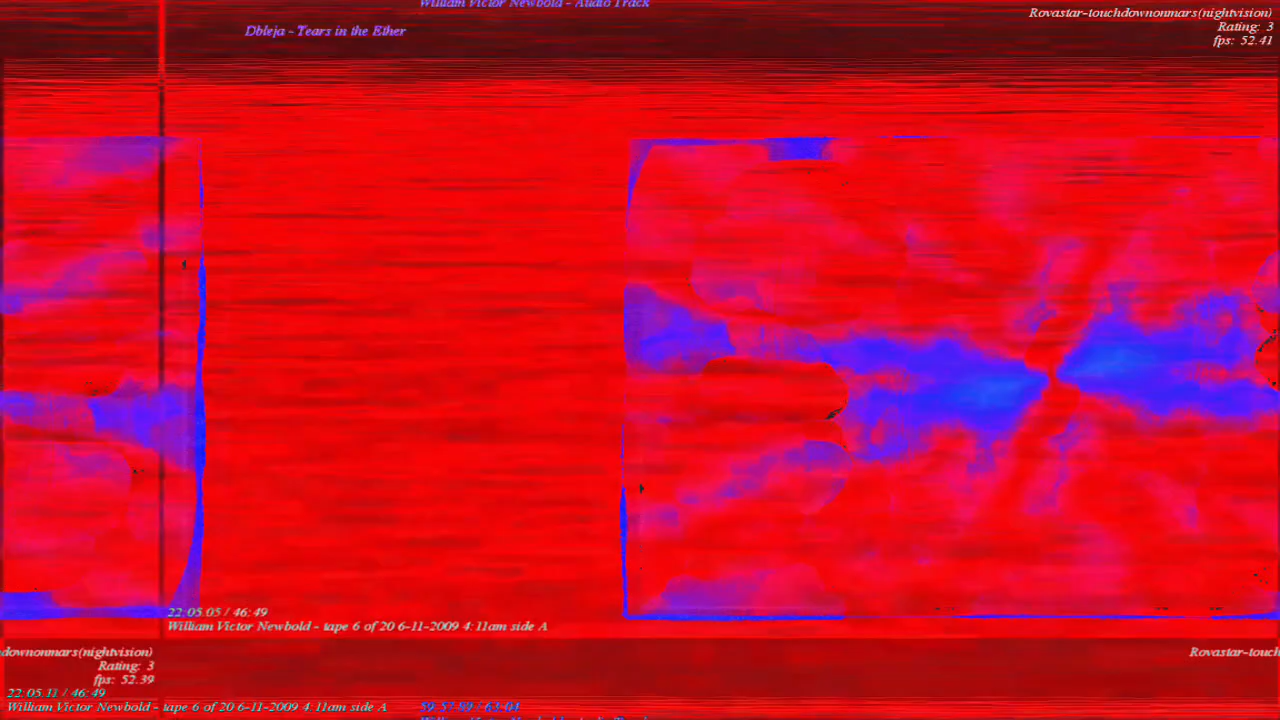 William Victor Newbold - Audio Track
Dbleja - Tears in the Ether
Rovastar-touchdownonmars(nightvision)
Rating: 3
fps: 52.41
22:05.05 / 46:49
William Victor Newbold - tape 6 of 20 6-11-2009 4:11am side A
downonmars(nightvision)
Rating: 3
fps: 52.39
Rovastar-touch
22:05.11 / 46:49
William Victor Newbold - tape 6 of 20 6-11-2009 4:11am side A